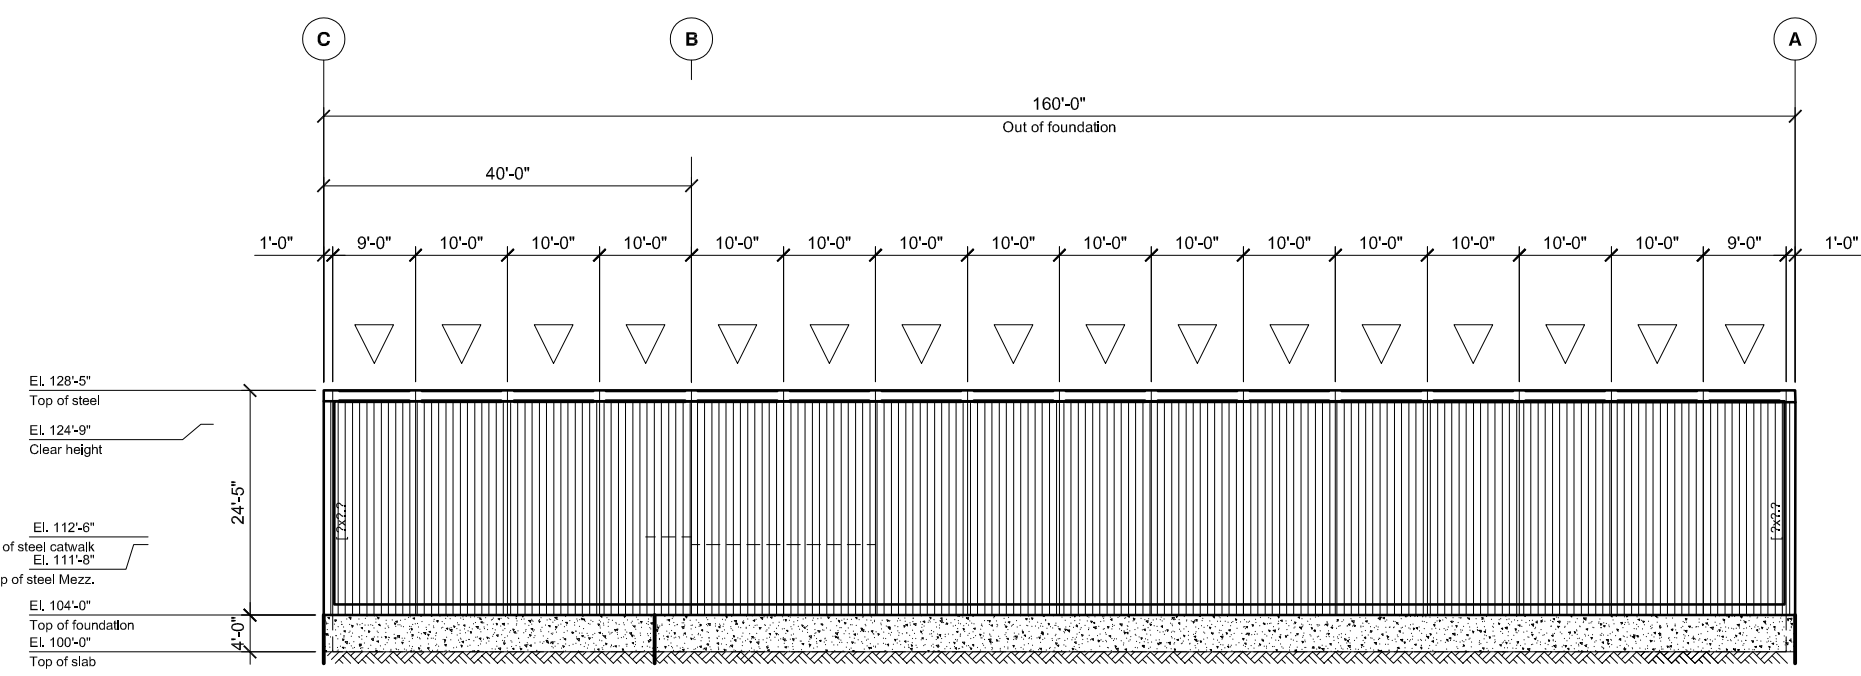 C B A
160'-0"
Out of foundation
40'-0"
1'-0" 9'-0" 10'-0" 10'-0" 10'-0" 10'-0" 10'-0" 10'-0" 10'-0" 10'-0" 10'-0" 10'-0" 10'-0" 10'-0" 10'-0" 10'-0" 9'-0" 1'-0"
El. 128'-5"
Top of steel
El. 124'-9"
Clear height
24'-5"
[ ?x?.? [ ?x?.?
El. 112'-6"
of steel catwalk
El. 111'-8"
p of steel Mezz.
El. 104'-0"
Top of foundation
4'-0"
El. 100'-0"
Top of slab